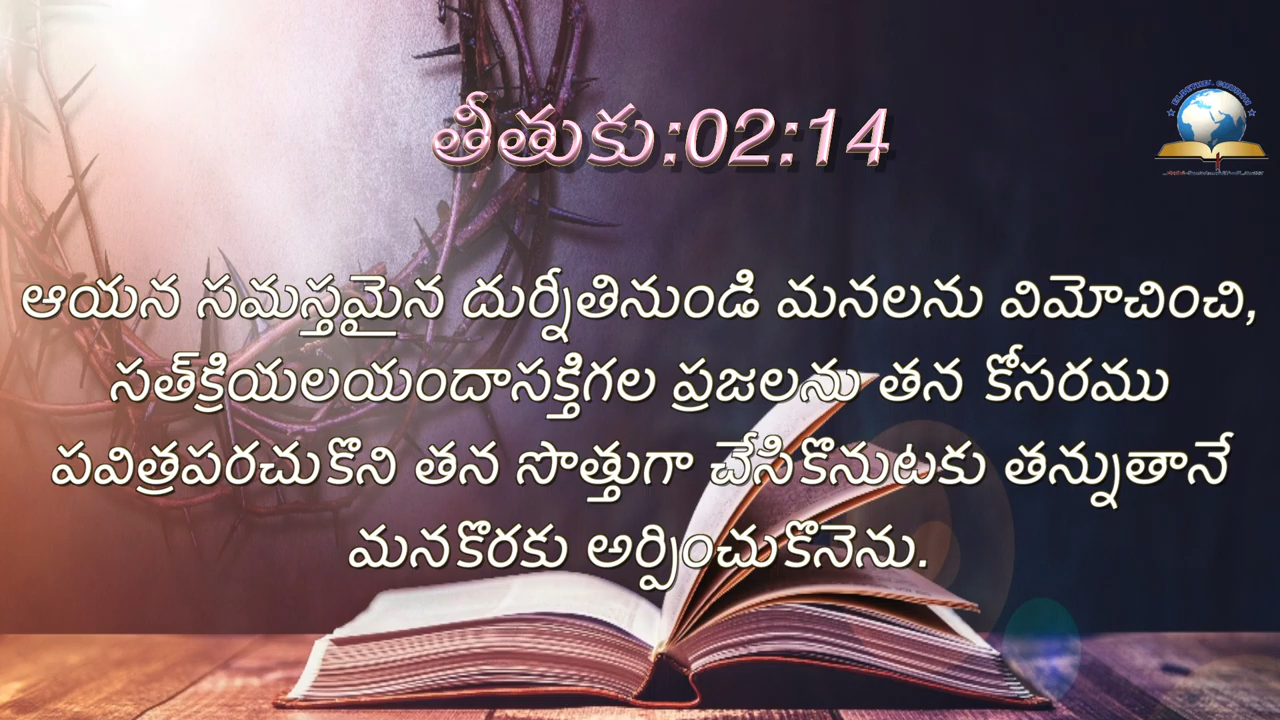 తీతుకు:02:14
ఆయన సమస్తమైన దుర్నీతినుండి మనలను విమోచించి,
సత్‌క్రియలయందాసక్తిగల ప్రజలను తన కోసరము
పవిత్రపరచుకొని తన సొత్తుగా చేసికొనుటకు తన్నుతానే
మనకొరకు అర్పించుకొనెను.